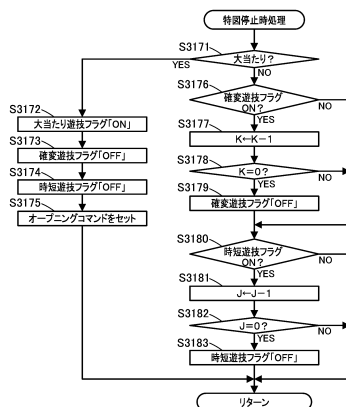 特図停止時処理
S3171
大当たり?
YES
NO
S3176
確変遊技フラグ
ON?
NO
YES
S3172
大当たり遊技フラグ「ON」
S3177
K←K-1
S3173
確変遊技フラグ「OFF」
S3178
K=0?
NO
YES
S3174
時短遊技フラグ「OFF」
S3179
確変遊技フラグ「OFF」
S3175
オープニングコマンドをセット
S3180
時短遊技フラグ
ON?
NO
YES
S3181
J←J-1
S3182
J=0?
NO
YES
S3183
時短遊技フラグ「OFF」
リターン